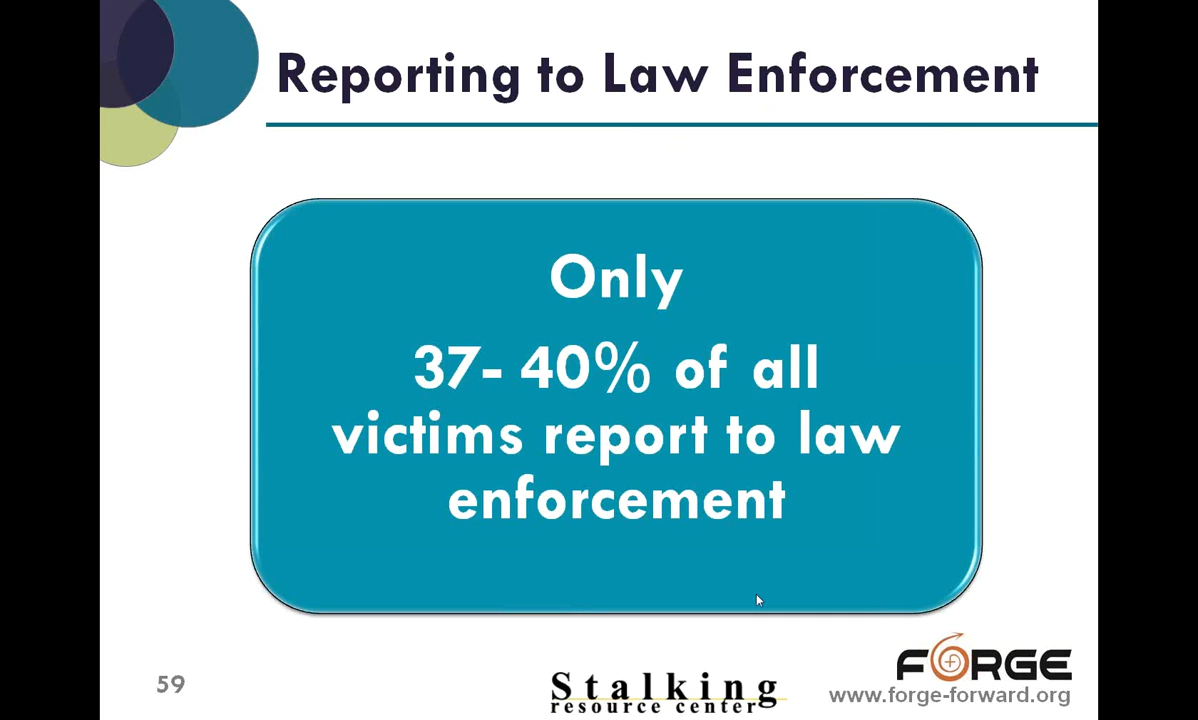 Reporting to Law Enforcement
Only
37- 40% of all
victims report to law
enforcement
59
Stalking
resource center
FORGE
www.forge-forward.org